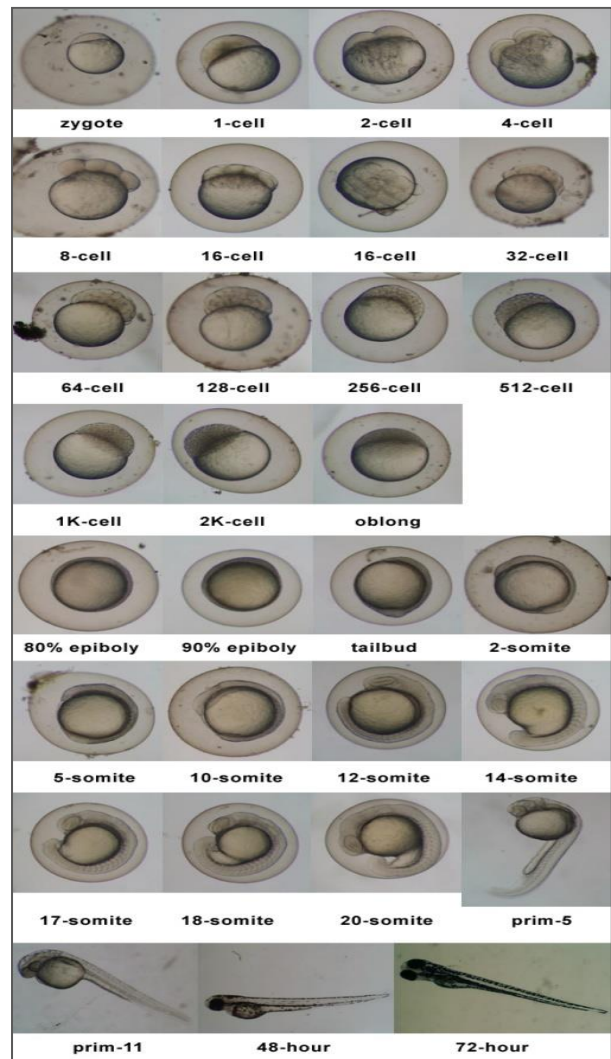 zygote 1-cell 2-cell 4-cell
8-cell 16-cell 16-cell 32-cell
64-cell 128-cell 256-cell 512-cell
1K-cell 2K-cell oblong
80% epiboly 90% epiboly tailbud 2-somite
5-somite 10-somite 12-somite 14-somite
17-somite 18-somite 20-somite prim-5
prim-11 48-hour 72-hour